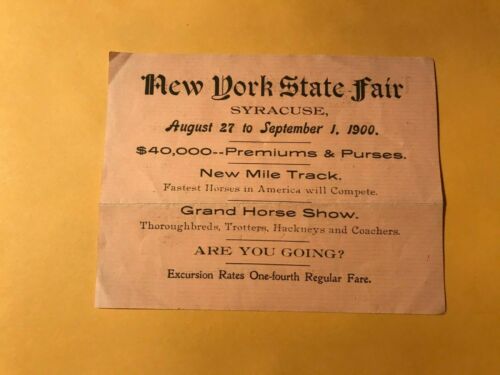 New York State Fair
SYRACUSE,
August 27 to September 1, 1900.
$40,000--Premiums & Purses.
New Mile Track.
Fastest Horses in America will Compete.
Grand Horse Show.
Thoroughbreds, Trotters, Hackneys and Coachers.
ARE YOU GOING?
Excursion Rates One-fourth Regular Fare.